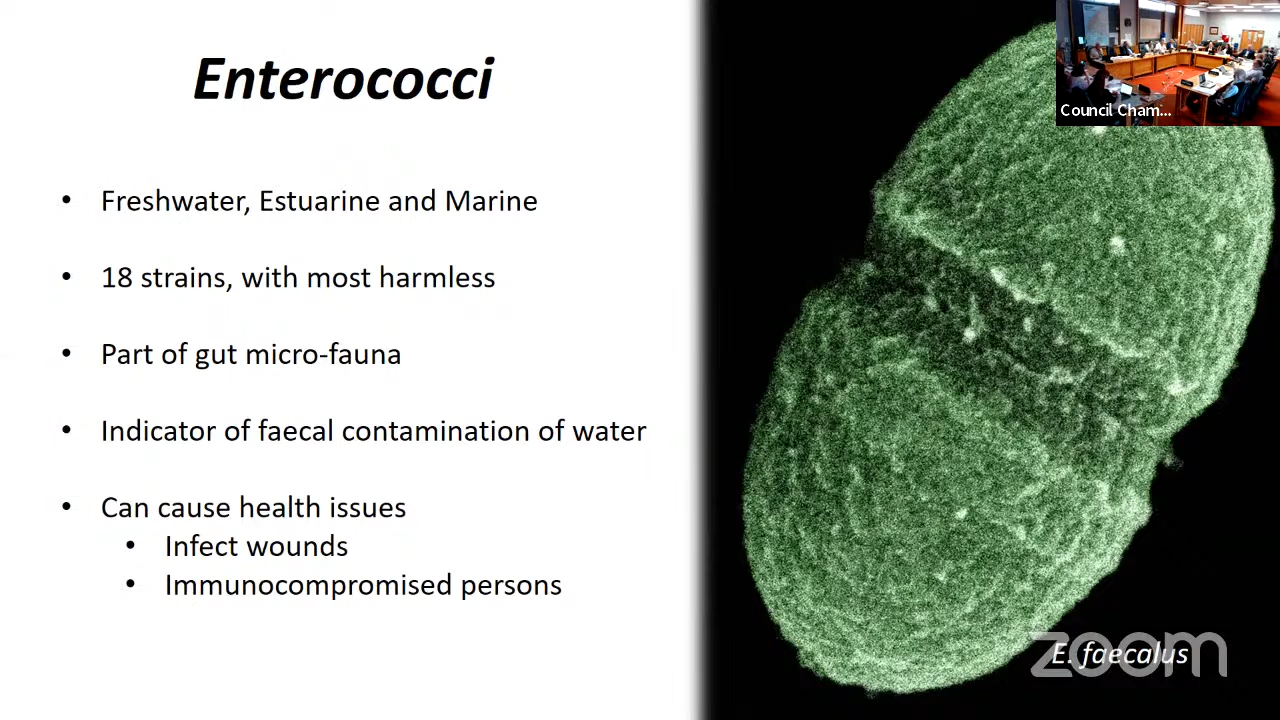 Enterococci
• Freshwater, Estuarine and Marine
• 18 strains, with most harmless
• Part of gut micro-fauna
• Indicator of faecal contamination of water
• Can cause health issues
• Infect wounds
• Immunocompromised persons
Council Cham...
E. faecalus
zoom